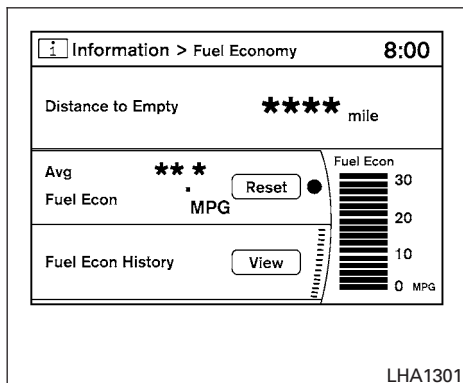 i Information > Fuel Economy 8:00
Distance to Empty **** mile
Avg Fuel Econ **.* MPG Reset
Fuel Econ History View
Fuel Econ
30
20
10
0 MPG
LHA1301